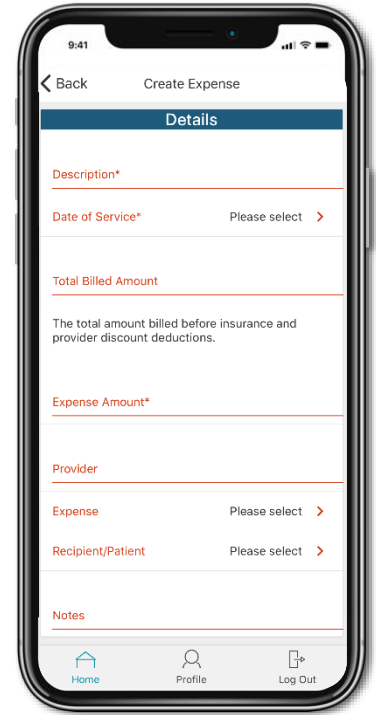 9:41
Back Create Expense
Details
Description*
Date of Service* Please select
Total Billed Amount
The total amount billed before insurance and
provider discount deductions.
Expense Amount*
Provider
Expense Please select
Recipient/Patient Please select
Notes
Home Profile Log Out